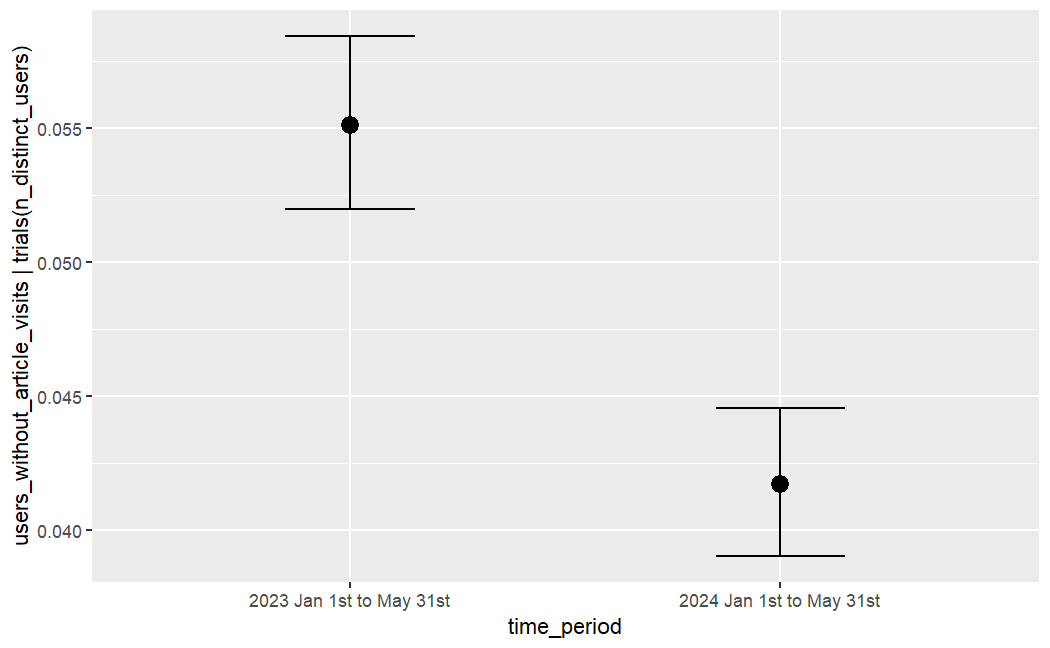 users_without_article_visits | trials(n_distinct_users)
0.055
0.050
0.045
0.040
2023 Jan 1st to May 31st
2024 Jan 1st to May 31st
time_period